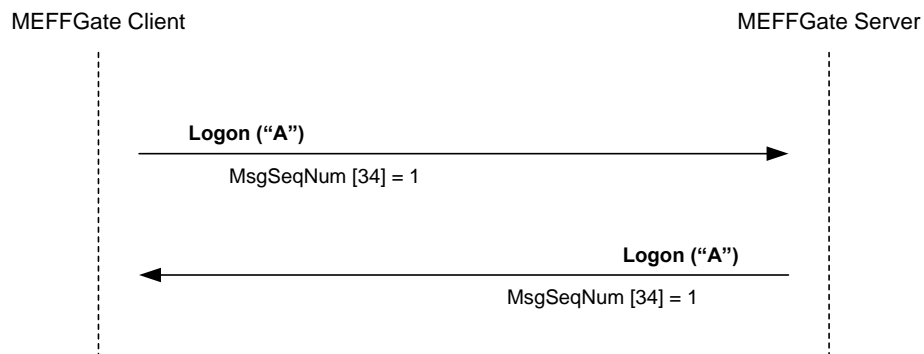 MEFFGate Client
MEFFGate Server
Logon (“A”)
MsgSeqNum [34] = 1
Logon (“A”)
MsgSeqNum [34] = 1